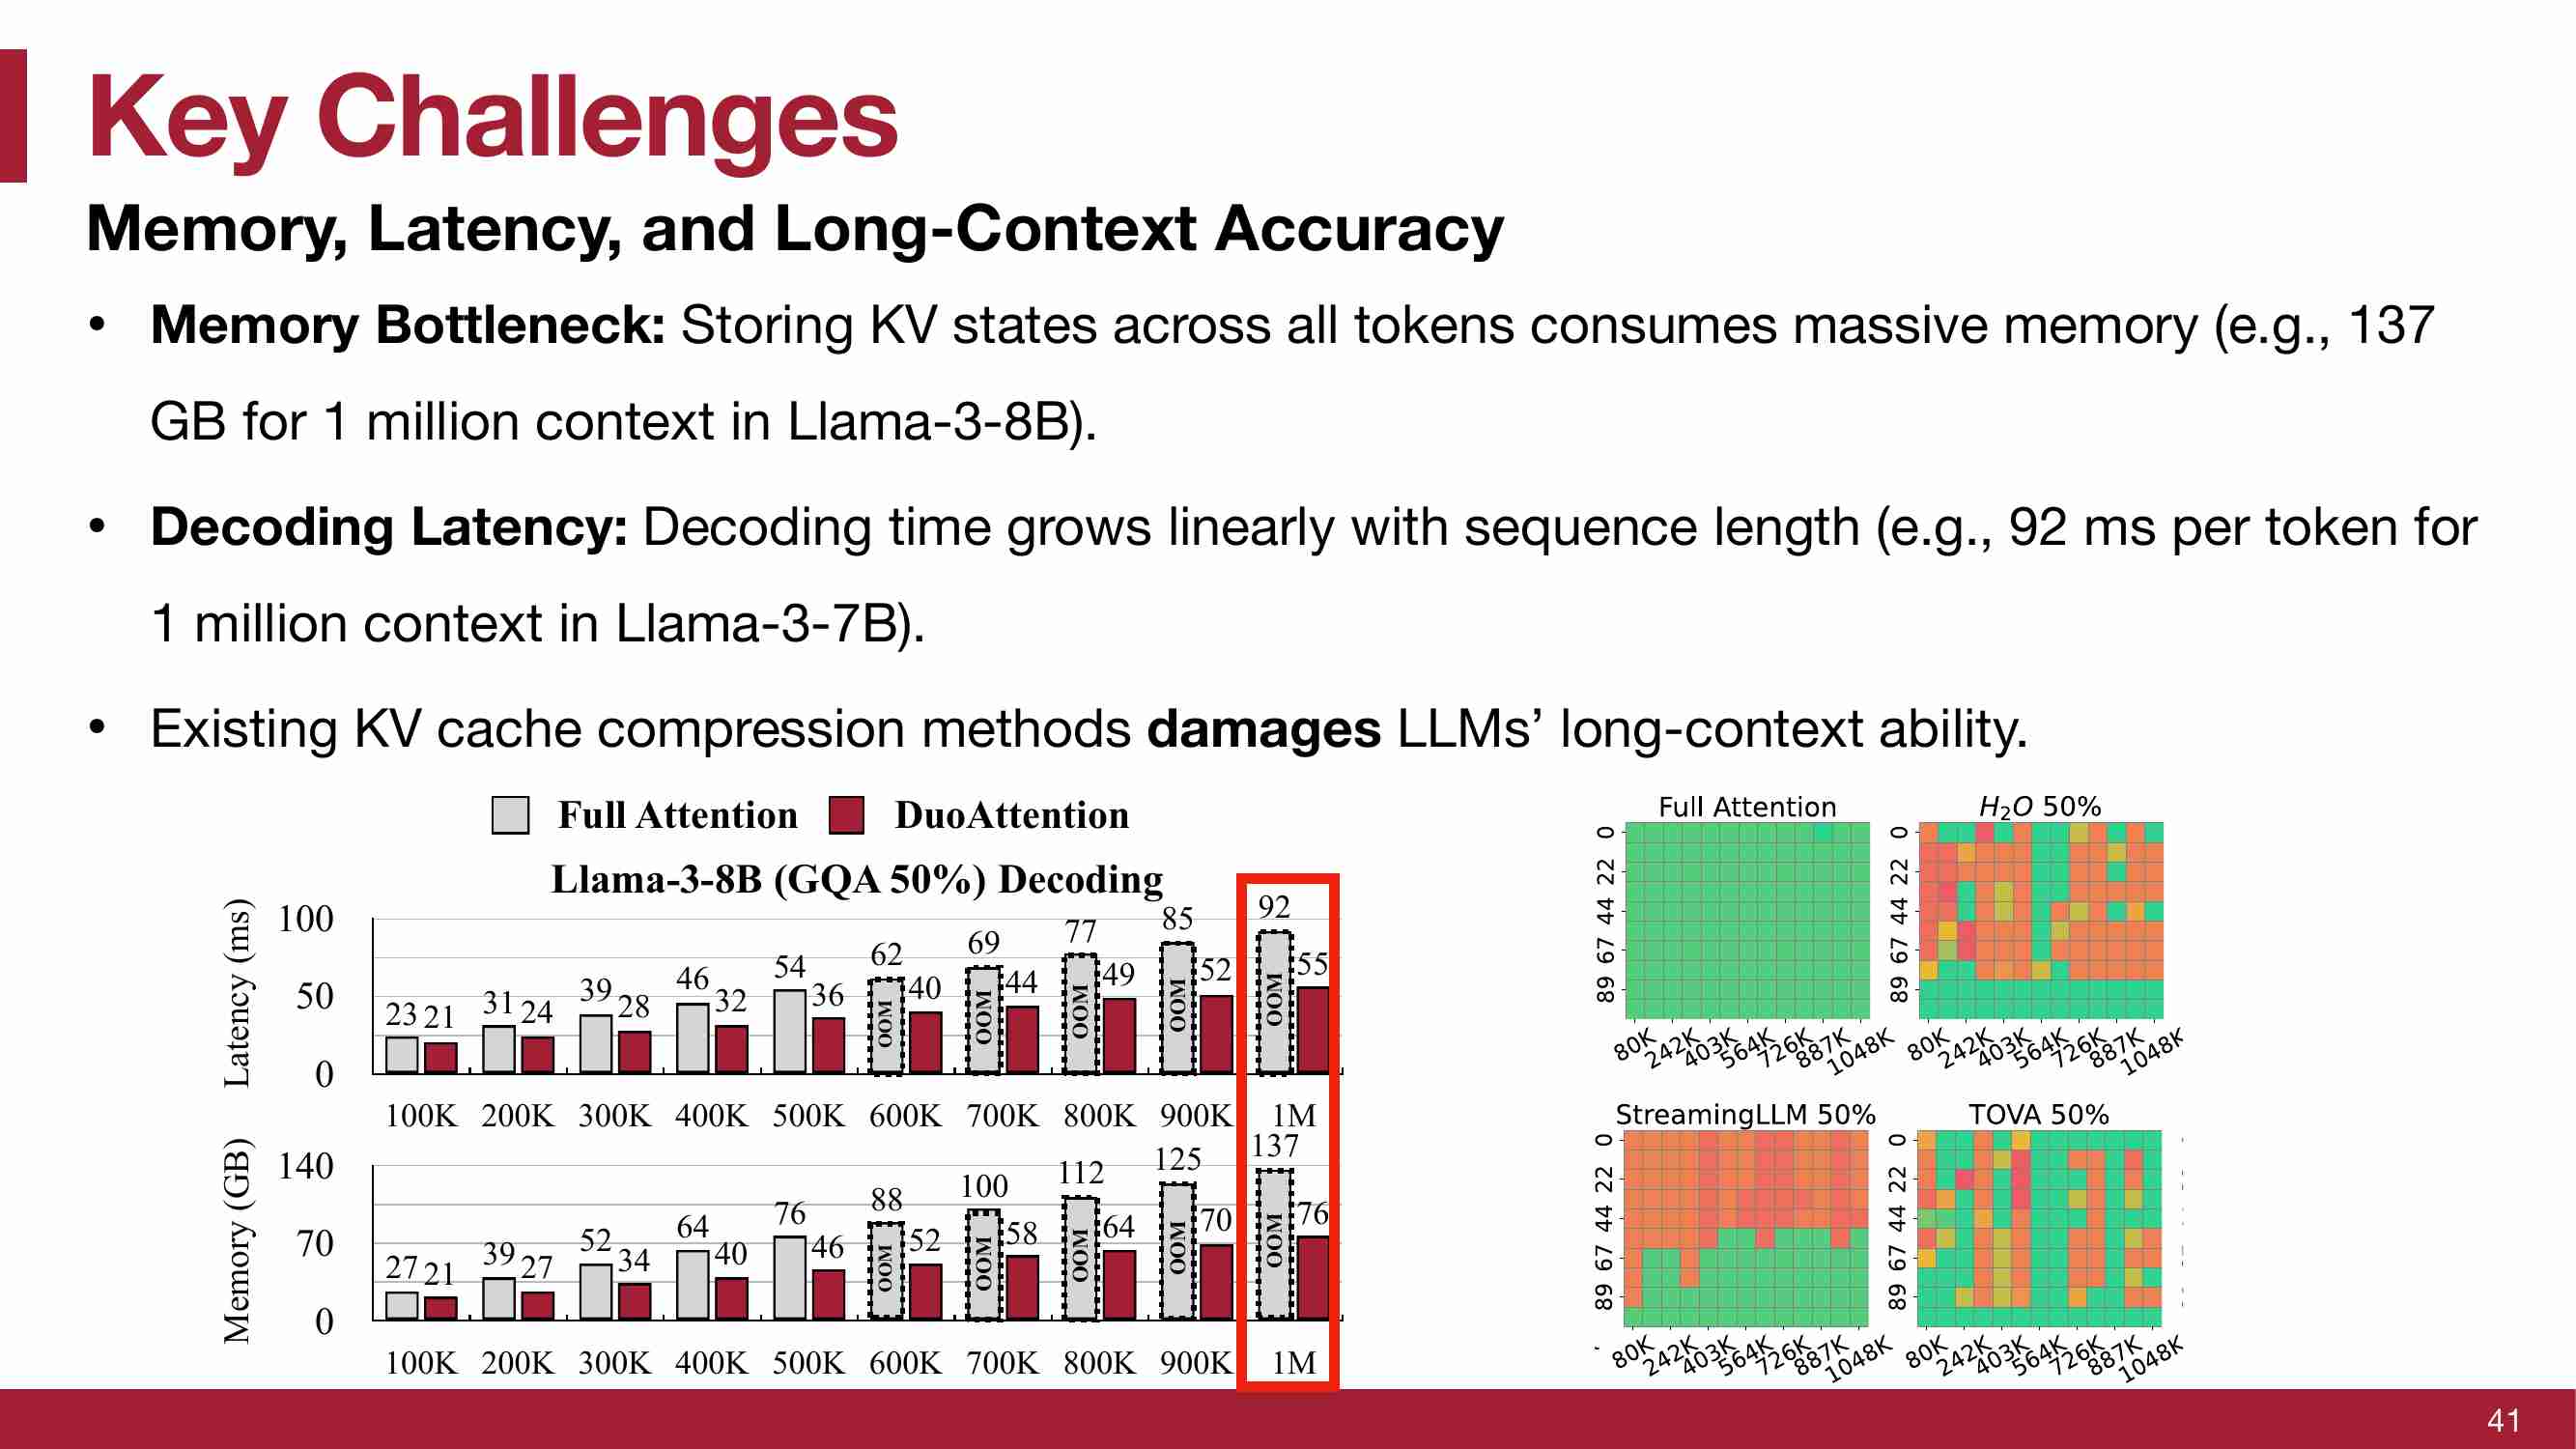 Key Challenges
Memory, Latency, and Long-Context Accuracy
• Memory Bottleneck: Storing KV states across all tokens consumes massive memory (e.g., 137
GB for 1 million context in Llama-3-8B).
• Decoding Latency: Decoding time grows linearly with sequence length (e.g., 92 ms per token for
1 million context in Llama-3-7B).
• Existing KV cache compression methods damages LLMs’ long-context ability.
Full Attention DuoAttention
Llama-3-8B (GQA 50%) Decoding
Latency (ms)
100
50
0
23 21 31 24 39 28 46 32 54 36 62 40 69 44 77 49 85 52 92 55
OOM OOM OOM OOM OOM
100K 200K 300K 400K 500K 600K 700K 800K 900K 1M
Memory (GB)
140
70
0
27 21 39 27 52 34 64 40 76 46 88 52 100 58 112 64 125 70 137 76
OOM OOM OOM OOM OOM
100K 200K 300K 400K 500K 600K 700K 800K 900K 1M
Full Attention
0 22 44 67 89
80K 242K 403K 564K 726K 887K 1048K
H2O 50%
0 22 44 67 89
80K 242K 403K 564K 726K 887K 1048K
StreamingLLM 50%
0 22 44 67 89
80K 242K 403K 564K 726K 887K 1048K
TOVA 50%
0 22 44 67 89
80K 242K 403K 564K 726K 887K 1048K
41